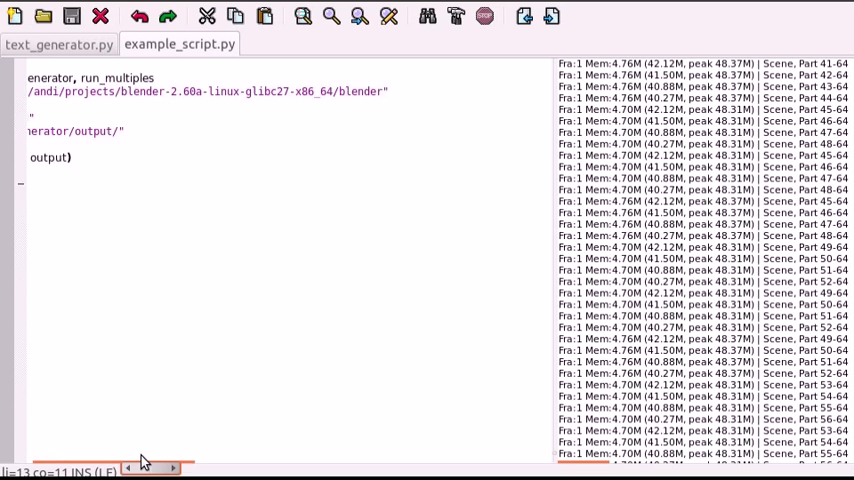 text_generator.py
example_script.py
enerator, run_multiples
/andi/projects/blender-2.60a-linux-glibc27-x86_64/blender"
"
nerator/output/"
output)
Fra:1 Mem:4.76M (42.12M, peak 48.37M) | Scene, Part 41-64
Fra:1 Mem:4.76M (41.50M, peak 48.37M) | Scene, Part 42-64
Fra:1 Mem:4.76M (40.88M, peak 48.37M) | Scene, Part 43-64
Fra:1 Mem:4.76M (40.27M, peak 48.37M) | Scene, Part 44-64
Fra:1 Mem:4.70M (42.12M, peak 48.31M) | Scene, Part 45-64
Fra:1 Mem:4.70M (41.50M, peak 48.31M) | Scene, Part 46-64
Fra:1 Mem:4.70M (40.88M, peak 48.31M) | Scene, Part 47-64
Fra:1 Mem:4.70M (40.27M, peak 48.31M) | Scene, Part 48-64
Fra:1 Mem:4.70M (42.12M, peak 48.31M) | Scene, Part 45-64
Fra:1 Mem:4.70M (41.50M, peak 48.31M) | Scene, Part 46-64
Fra:1 Mem:4.70M (40.88M, peak 48.31M) | Scene, Part 47-64
Fra:1 Mem:4.70M (40.27M, peak 48.31M) | Scene, Part 48-64
Fra:1 Mem:4.76M (42.12M, peak 48.37M) | Scene, Part 45-64
Fra:1 Mem:4.76M (41.50M, peak 48.37M) | Scene, Part 46-64
Fra:1 Mem:4.76M (40.88M, peak 48.37M) | Scene, Part 47-64
Fra:1 Mem:4.76M (40.27M, peak 48.37M) | Scene, Part 48-64
Fra:1 Mem:4.70M (42.12M, peak 48.31M) | Scene, Part 49-64
Fra:1 Mem:4.70M (41.50M, peak 48.31M) | Scene, Part 50-64
Fra:1 Mem:4.70M (40.88M, peak 48.31M) | Scene, Part 51-64
Fra:1 Mem:4.70M (40.27M, peak 48.31M) | Scene, Part 52-64
Fra:1 Mem:4.70M (42.12M, peak 48.31M) | Scene, Part 49-64
Fra:1 Mem:4.70M (41.50M, peak 48.31M) | Scene, Part 50-64
Fra:1 Mem:4.70M (40.88M, peak 48.31M) | Scene, Part 51-64
Fra:1 Mem:4.70M (40.27M, peak 48.31M) | Scene, Part 52-64
Fra:1 Mem:4.76M (42.12M, peak 48.37M) | Scene, Part 49-64
Fra:1 Mem:4.76M (41.50M, peak 48.37M) | Scene, Part 50-64
Fra:1 Mem:4.76M (40.88M, peak 48.37M) | Scene, Part 51-64
Fra:1 Mem:4.76M (40.27M, peak 48.37M) | Scene, Part 52-64
Fra:1 Mem:4.70M (42.12M, peak 48.31M) | Scene, Part 53-64
Fra:1 Mem:4.70M (41.50M, peak 48.31M) | Scene, Part 54-64
Fra:1 Mem:4.70M (40.88M, peak 48.31M) | Scene, Part 55-64
Fra:1 Mem:4.70M (40.27M, peak 48.31M) | Scene, Part 56-64
Fra:1 Mem:4.70M (42.12M, peak 48.31M) | Scene, Part 53-64
Fra:1 Mem:4.70M (41.50M, peak 48.31M) | Scene, Part 54-64
Fra:1 Mem:4.70M (40.88M, peak 48.31M) | Scene, Part 55-64
li=13 co=11 INS (LF)